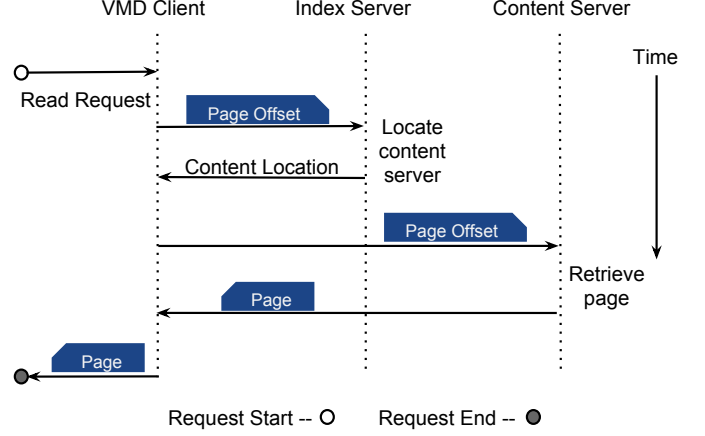 VMD Client
Index Server
Content Server
Time
Read Request
Page Offset
Locate
content
server
Content Location
Page Offset
Retrieve
page
Page
Page
Request Start --
Request End --